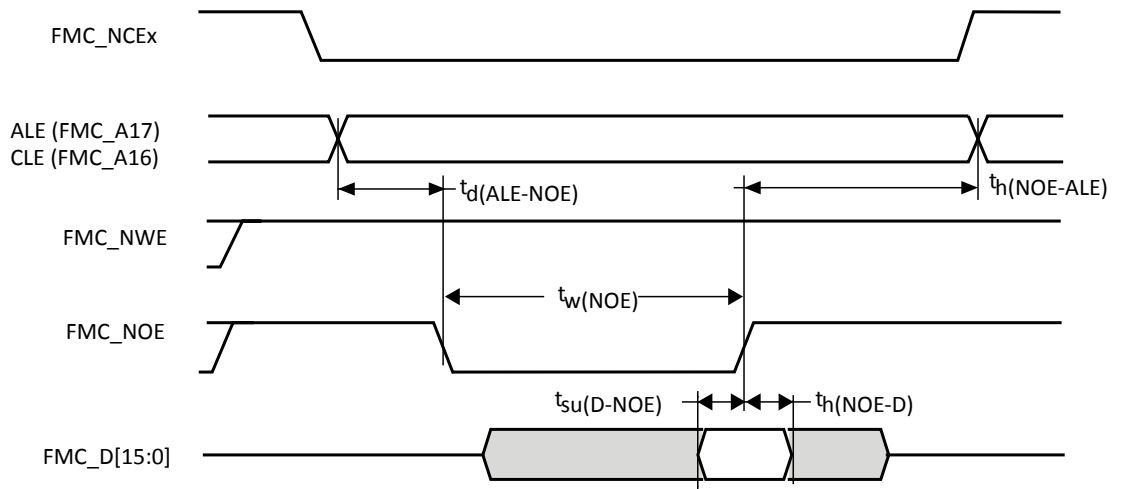 FMC_NCEx
ALE (FMC_A17)
CLE (FMC_A16)
td(ALE-NOE)
th(NOE-ALE)
FMC_NWE
tw(NOE)
FMC_NOE
tsu(D-NOE)
th(NOE-D)
FMC_D[15:0]